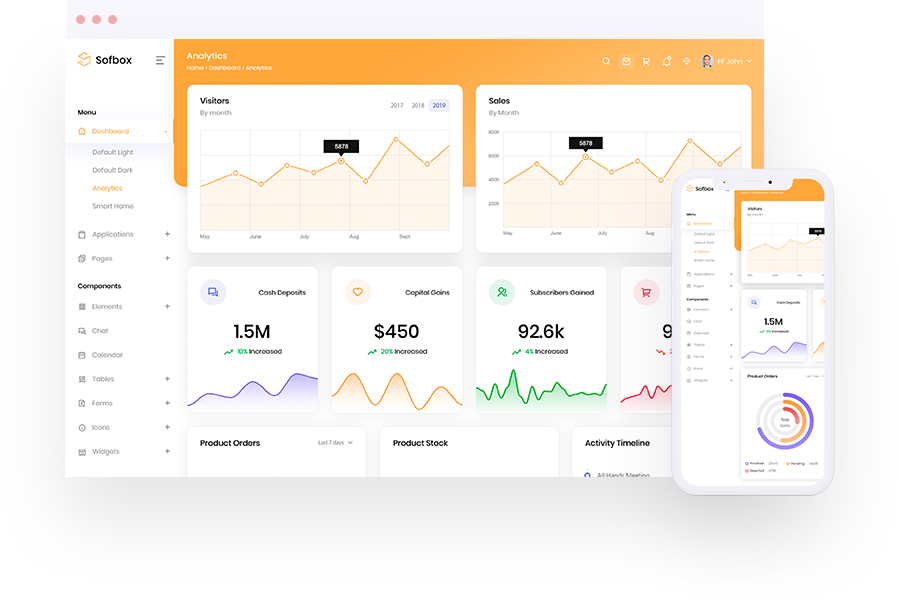 Sofbox
Analytics
Home > Dashboard > Analytics
Hi John
Menu
Dashboard
Default Light
Default Dark
Analytics
Smart Home
Applications
Pages
Components
Elements
Chat
Calendar
Tables
Forms
Icons
Widgets
Visitors
By month
2017 2018 2019
5878
May June July Aug Sept
Sales
By Month
8000
6000
4000
2000
5878
May June July Aug
Cash Deposits
1.5M
10% Increased
Capital Gains
$450
20% Increased
Subscribers Gained
92.6k
4% Increased
9
Product Orders
Last 7 days
Product Stock
Activity Timeline
All Hands Meeting
Sofbox
Menu
Dashboard
Default Light
Default Dark
Analytics
Smart Home
Applications
Pages
Components
Elements
Chat
Calendar
Tables
Forms
Icons
Widgets
Visitors
By month
5878
Cash Deposits
1.5M
10% Increased
Product Orders
Total
Finished
Pending
Rejected